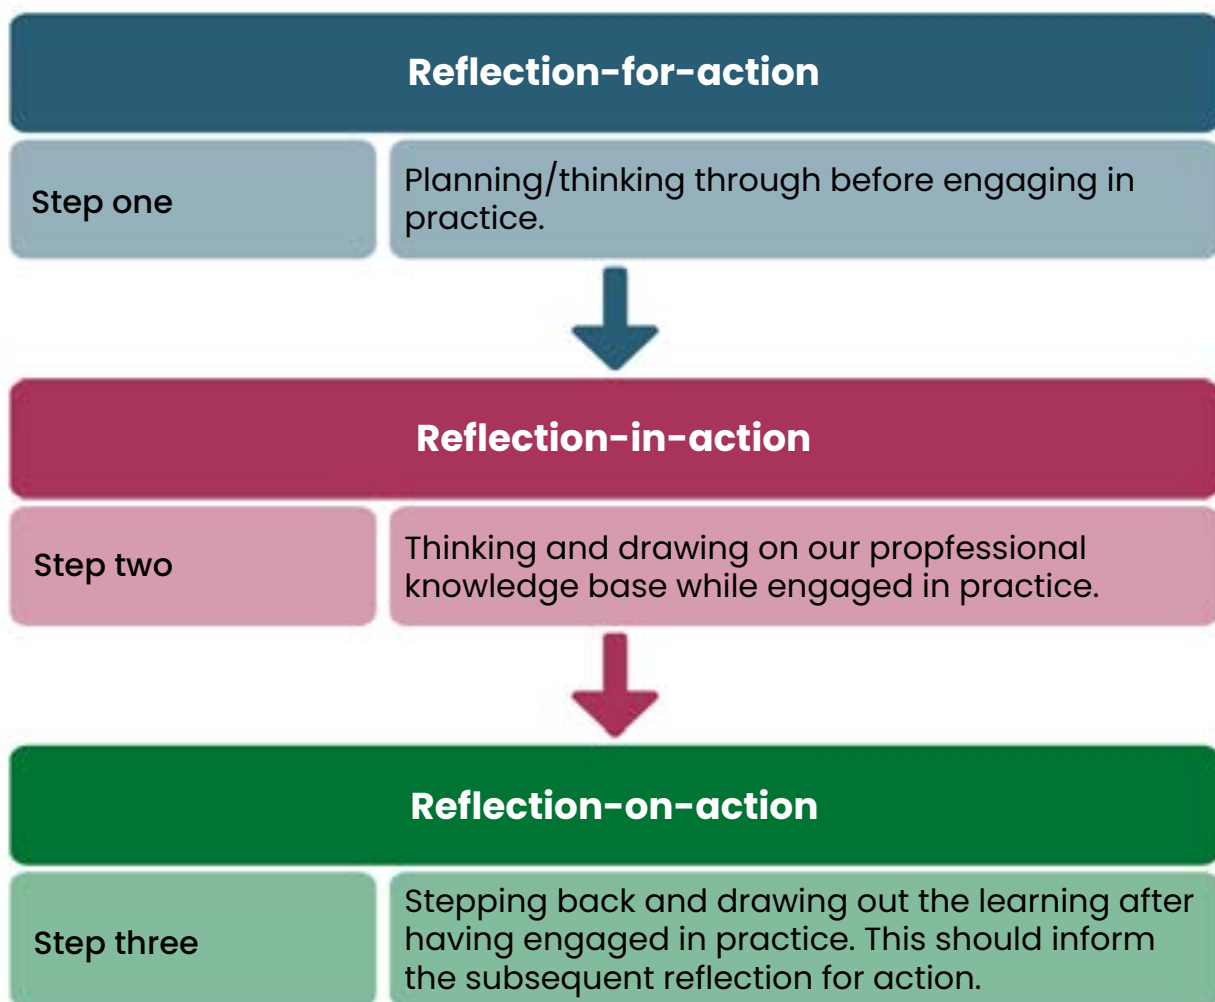 Reflection-for-action
Step one
Planning/thinking through before engaging in
practice.
Reflection-in-action
Step two
Thinking and drawing on our propfessional
knowledge base while engaged in practice.
Reflection-on-action
Step three
Stepping back and drawing out the learning after
having engaged in practice. This should inform
the subsequent reflection for action.